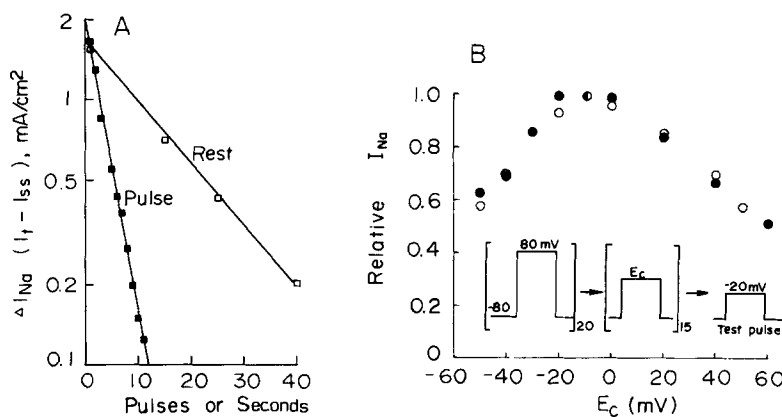 A
ΔI_Na (I_t - I_ss), mA/cm²
2
1
0.5
0.2
0.1
Rest
Pulse
0 10 20 30 40
Pulses or Seconds
B
Relative I_Na
1.0
0.8
0.6
0.4
0.2
0
80 mV
-80
20
E_c
15
-20mV
Test pulse
-60 -40 -20 0 20 40 60
E_c (mV)